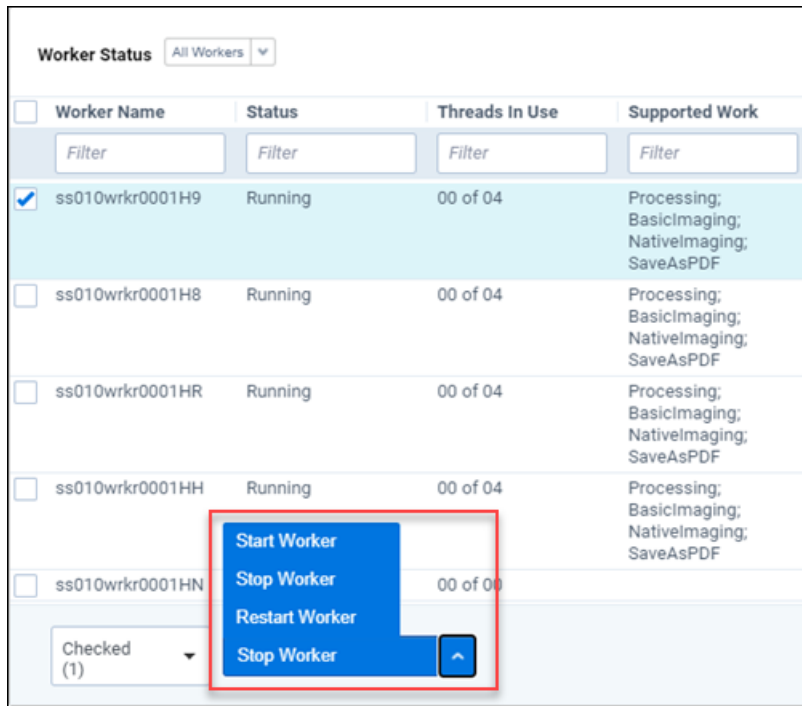 Worker Status All Workers
Worker Name Status Threads In Use Supported Work
Filter Filter Filter Filter
ss010wrkr0001H9 Running 00 of 04 Processing;
BasicImaging;
NativeImaging;
SaveAsPDF
ss010wrkr0001H8 Running 00 of 04 Processing;
BasicImaging;
NativeImaging;
SaveAsPDF
ss010wrkr0001HR Running 00 of 04 Processing;
BasicImaging;
NativeImaging;
SaveAsPDF
ss010wrkr0001HH Running 00 of 04 Processing;
BasicImaging;
NativeImaging;
SaveAsPDF
Start Worker
Stop Worker
ss010wrkr0001HN 00 of 00
Restart Worker
Checked
(1)
Stop Worker